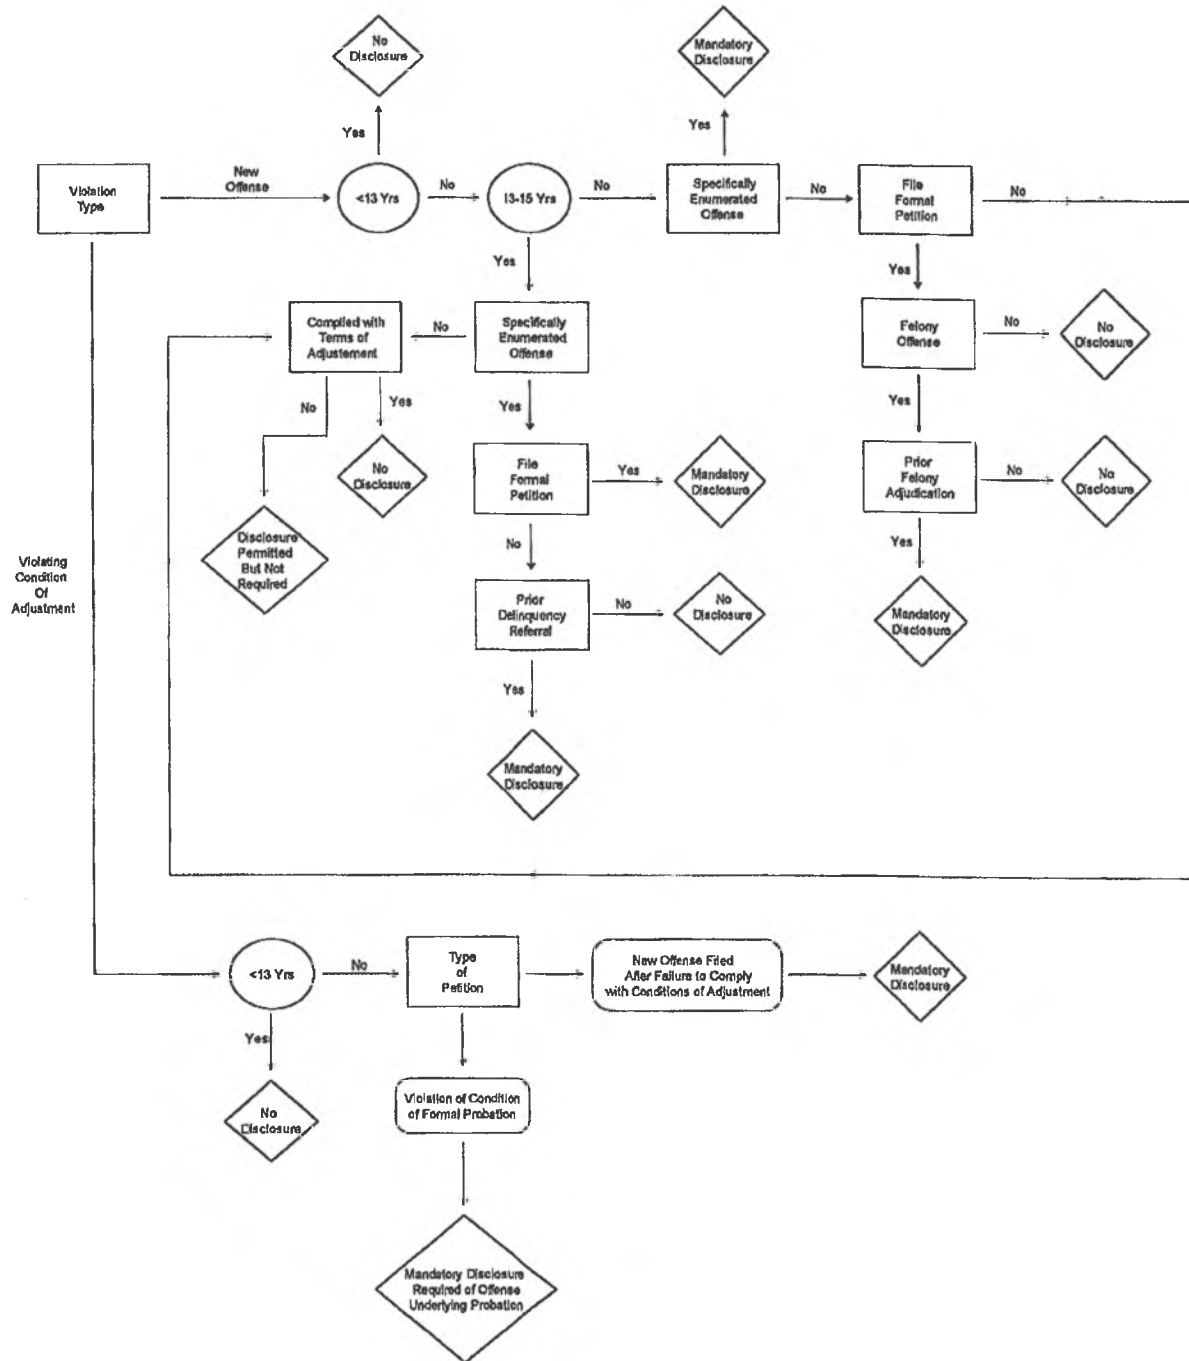 No
Disclosure
Mandatory
Disclosure
Yes
Yes
Violation
Type
New
Offense
<13 Yrs
No
13-15 Yrs
No
Specifically
Enumerated
Offense
No
File
Formal
Petition
No
Yes
Yes
Complied with
Terms of
Adjustement
No
Specifically
Enumerated
Offense
Felony
Offense
No
No
Disclosure
No
Yes
Yes
Yes
No
Disclosure
File
Formal
Petition
Yes
Mandatory
Disclosure
Prior
Felony
Adjudication
No
No
Disclosure
Disclosure
Permitted
But Not
Required
No
Yes
Violating
Condition
Of
Adjustment
Prior
Delinquency
Referral
No
No
Disclosure
Mandatory
Disclosure
Yes
Mandatory
Disclosure
<13 Yrs
No
Type
of
Petition
New Offense Filed
After Failure to Comply
with Conditions of Adjustment
Mandatory
Disclosure
Yes
No
Disclosure
Violation of Condition
of Formal Probation
Mandatory Disclosure
Required of Offense
Underlying Probation